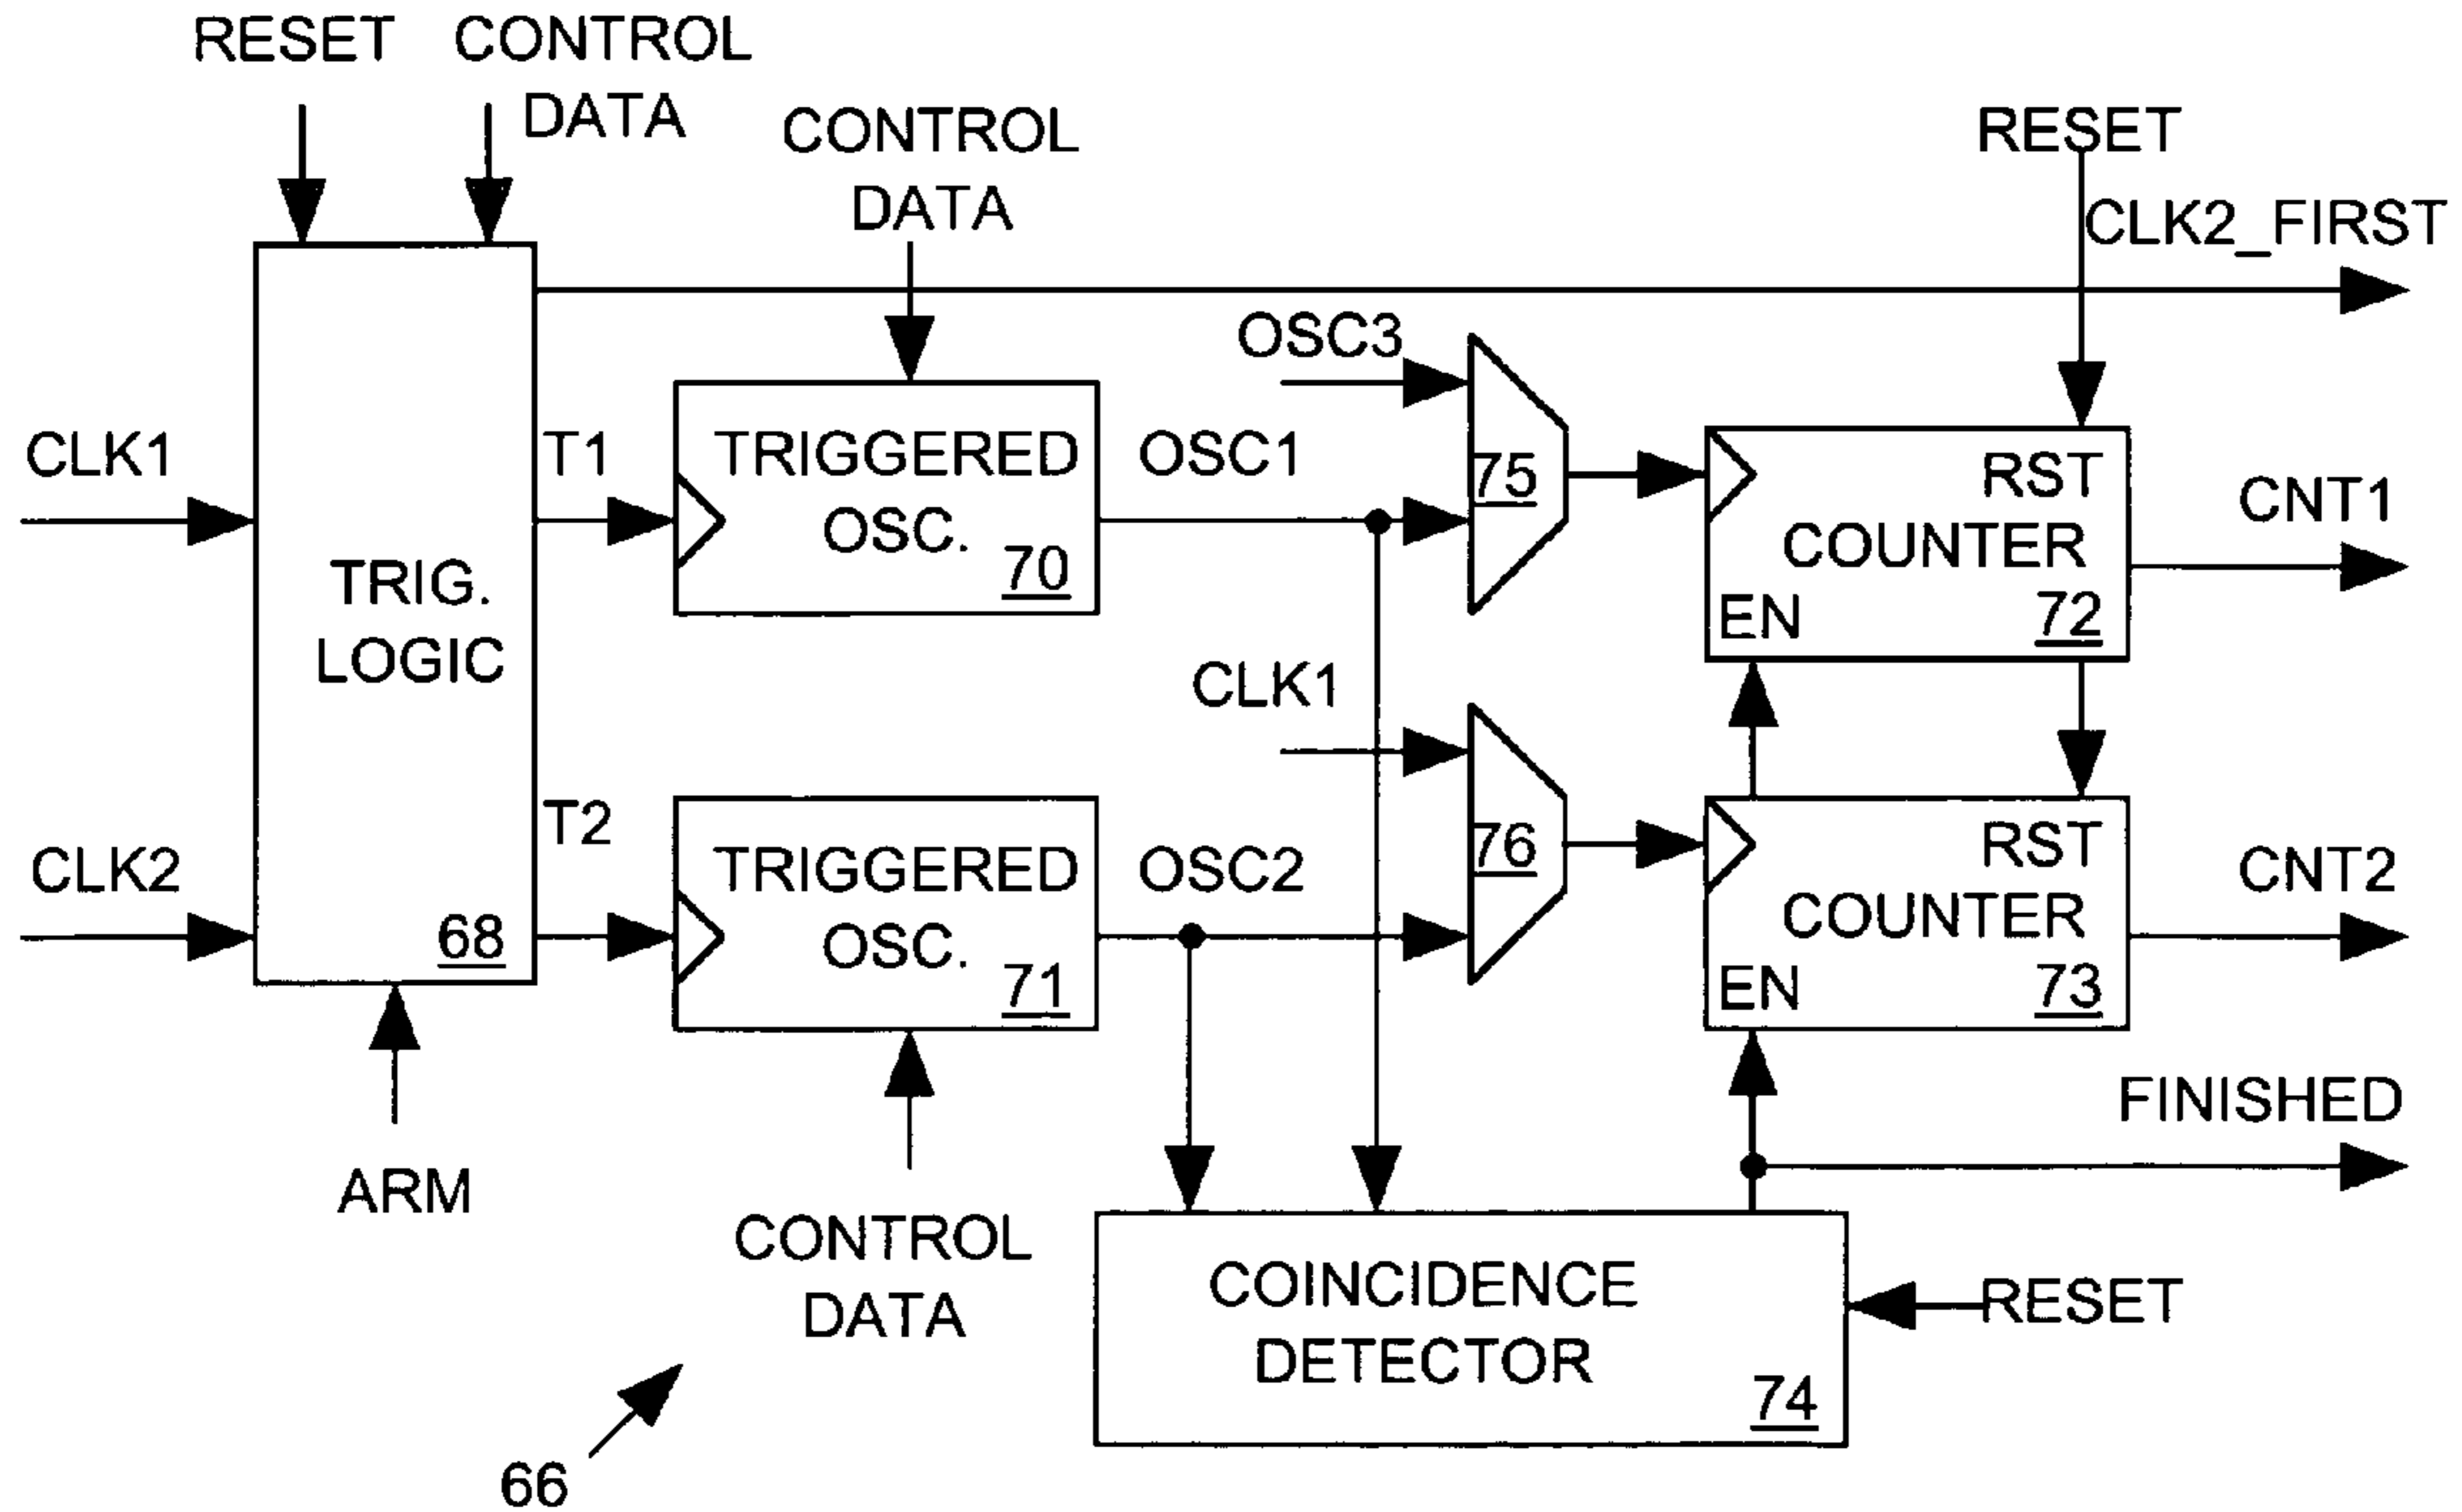 RESET
CONTROL
DATA
CONTROL
DATA
RESET
CLK2_FIRST
OSC3
CLK1
T1
TRIGGERED
OSC.
70
OSC1
75
RST
COUNTER
EN
72
CNT1
TRIG.
LOGIC
68
CLK1
CLK2
T2
TRIGGERED
OSC.
71
OSC2
76
RST
COUNTER
EN
73
CNT2
FINISHED
ARM
CONTROL
DATA
COINCIDENCE
DETECTOR
74
RESET
66